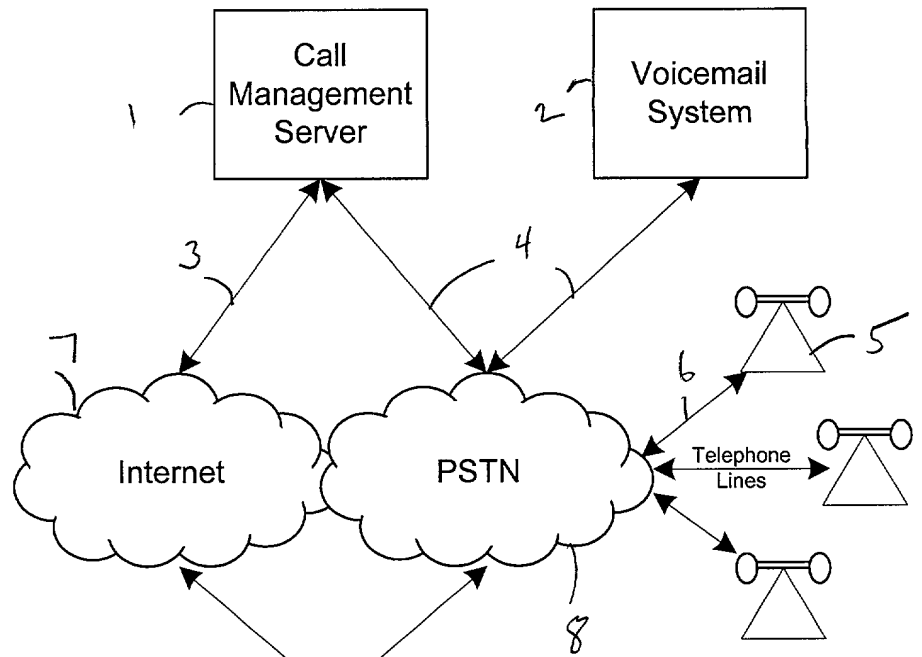 Call
Management
Server
Voicemail
System
1
2
3
4
7
6
5
Internet
PSTN
Telephone
Lines
8